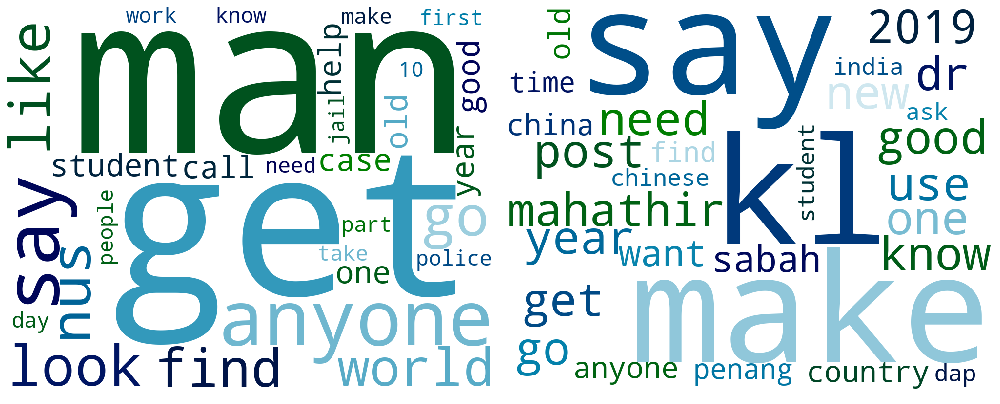 work know make first
like man help 10 good
jail old
student call need case year
say get people part go
nus take police
one
day anyone
look find world
old say 2019
time india dr
new
china need ask
post find good
chinese kl student use
mahathir one
year want sabah know
get make
go
anyone penang country dap